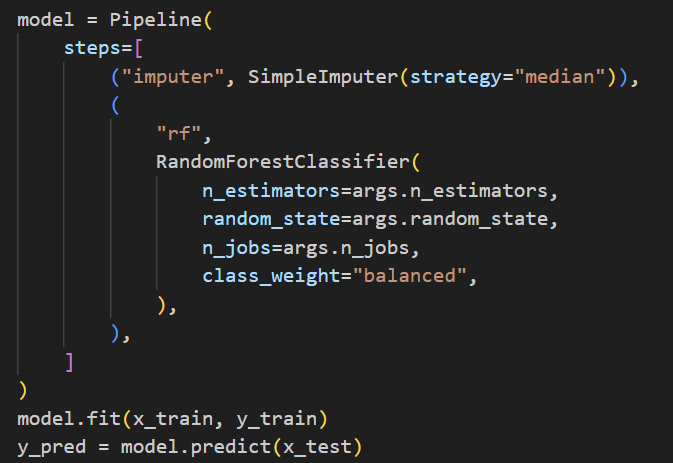 model = Pipeline(
    steps=[
        ("imputer", SimpleImputer(strategy="median")),
        (
            "rf",
            RandomForestClassifier(
                n_estimators=args.n_estimators,
                random_state=args.random_state,
                n_jobs=args.n_jobs,
                class_weight="balanced",
            ),
        ),
    ]
)
model.fit(x_train, y_train)
y_pred = model.predict(x_test)